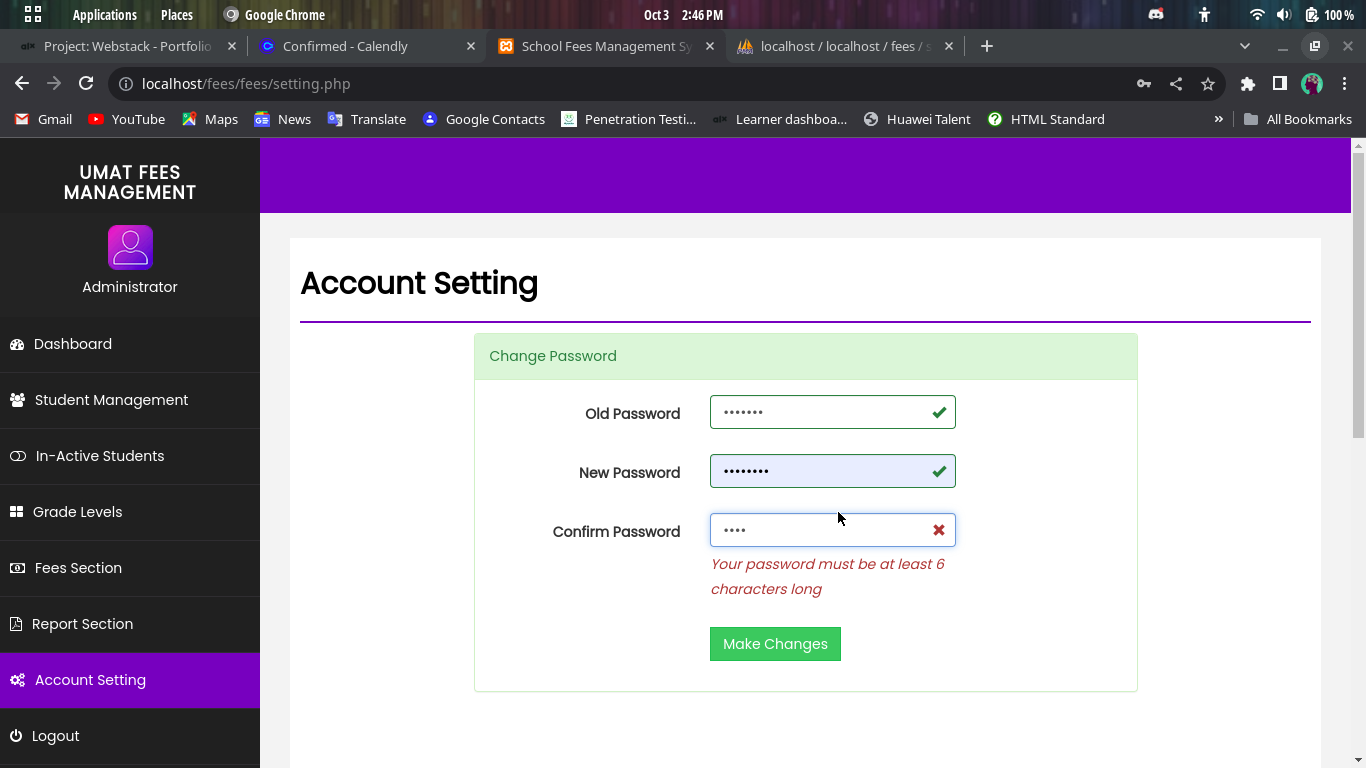 Applications Places Google Chrome Oct 3 2:46 PM 100 %
Project: Webstack - Portfolio Confirmed - Calendly School Fees Management Sy localhost / localhost / fees / s
localhost/fees/fees/setting.php
Gmail YouTube Maps News Translate Google Contacts Penetration Testi... Learner dashboa... Huawei Talent HTML Standard » All Bookmarks
UMAT FEES
MANAGEMENT
Administrator
Dashboard
Student Management
In-Active Students
Grade Levels
Fees Section
Report Section
Account Setting
Logout
Account Setting
Change Password
Old Password •••••••
New Password ••••••••
Confirm Password ••••
Your password must be at least 6
characters long
Make Changes